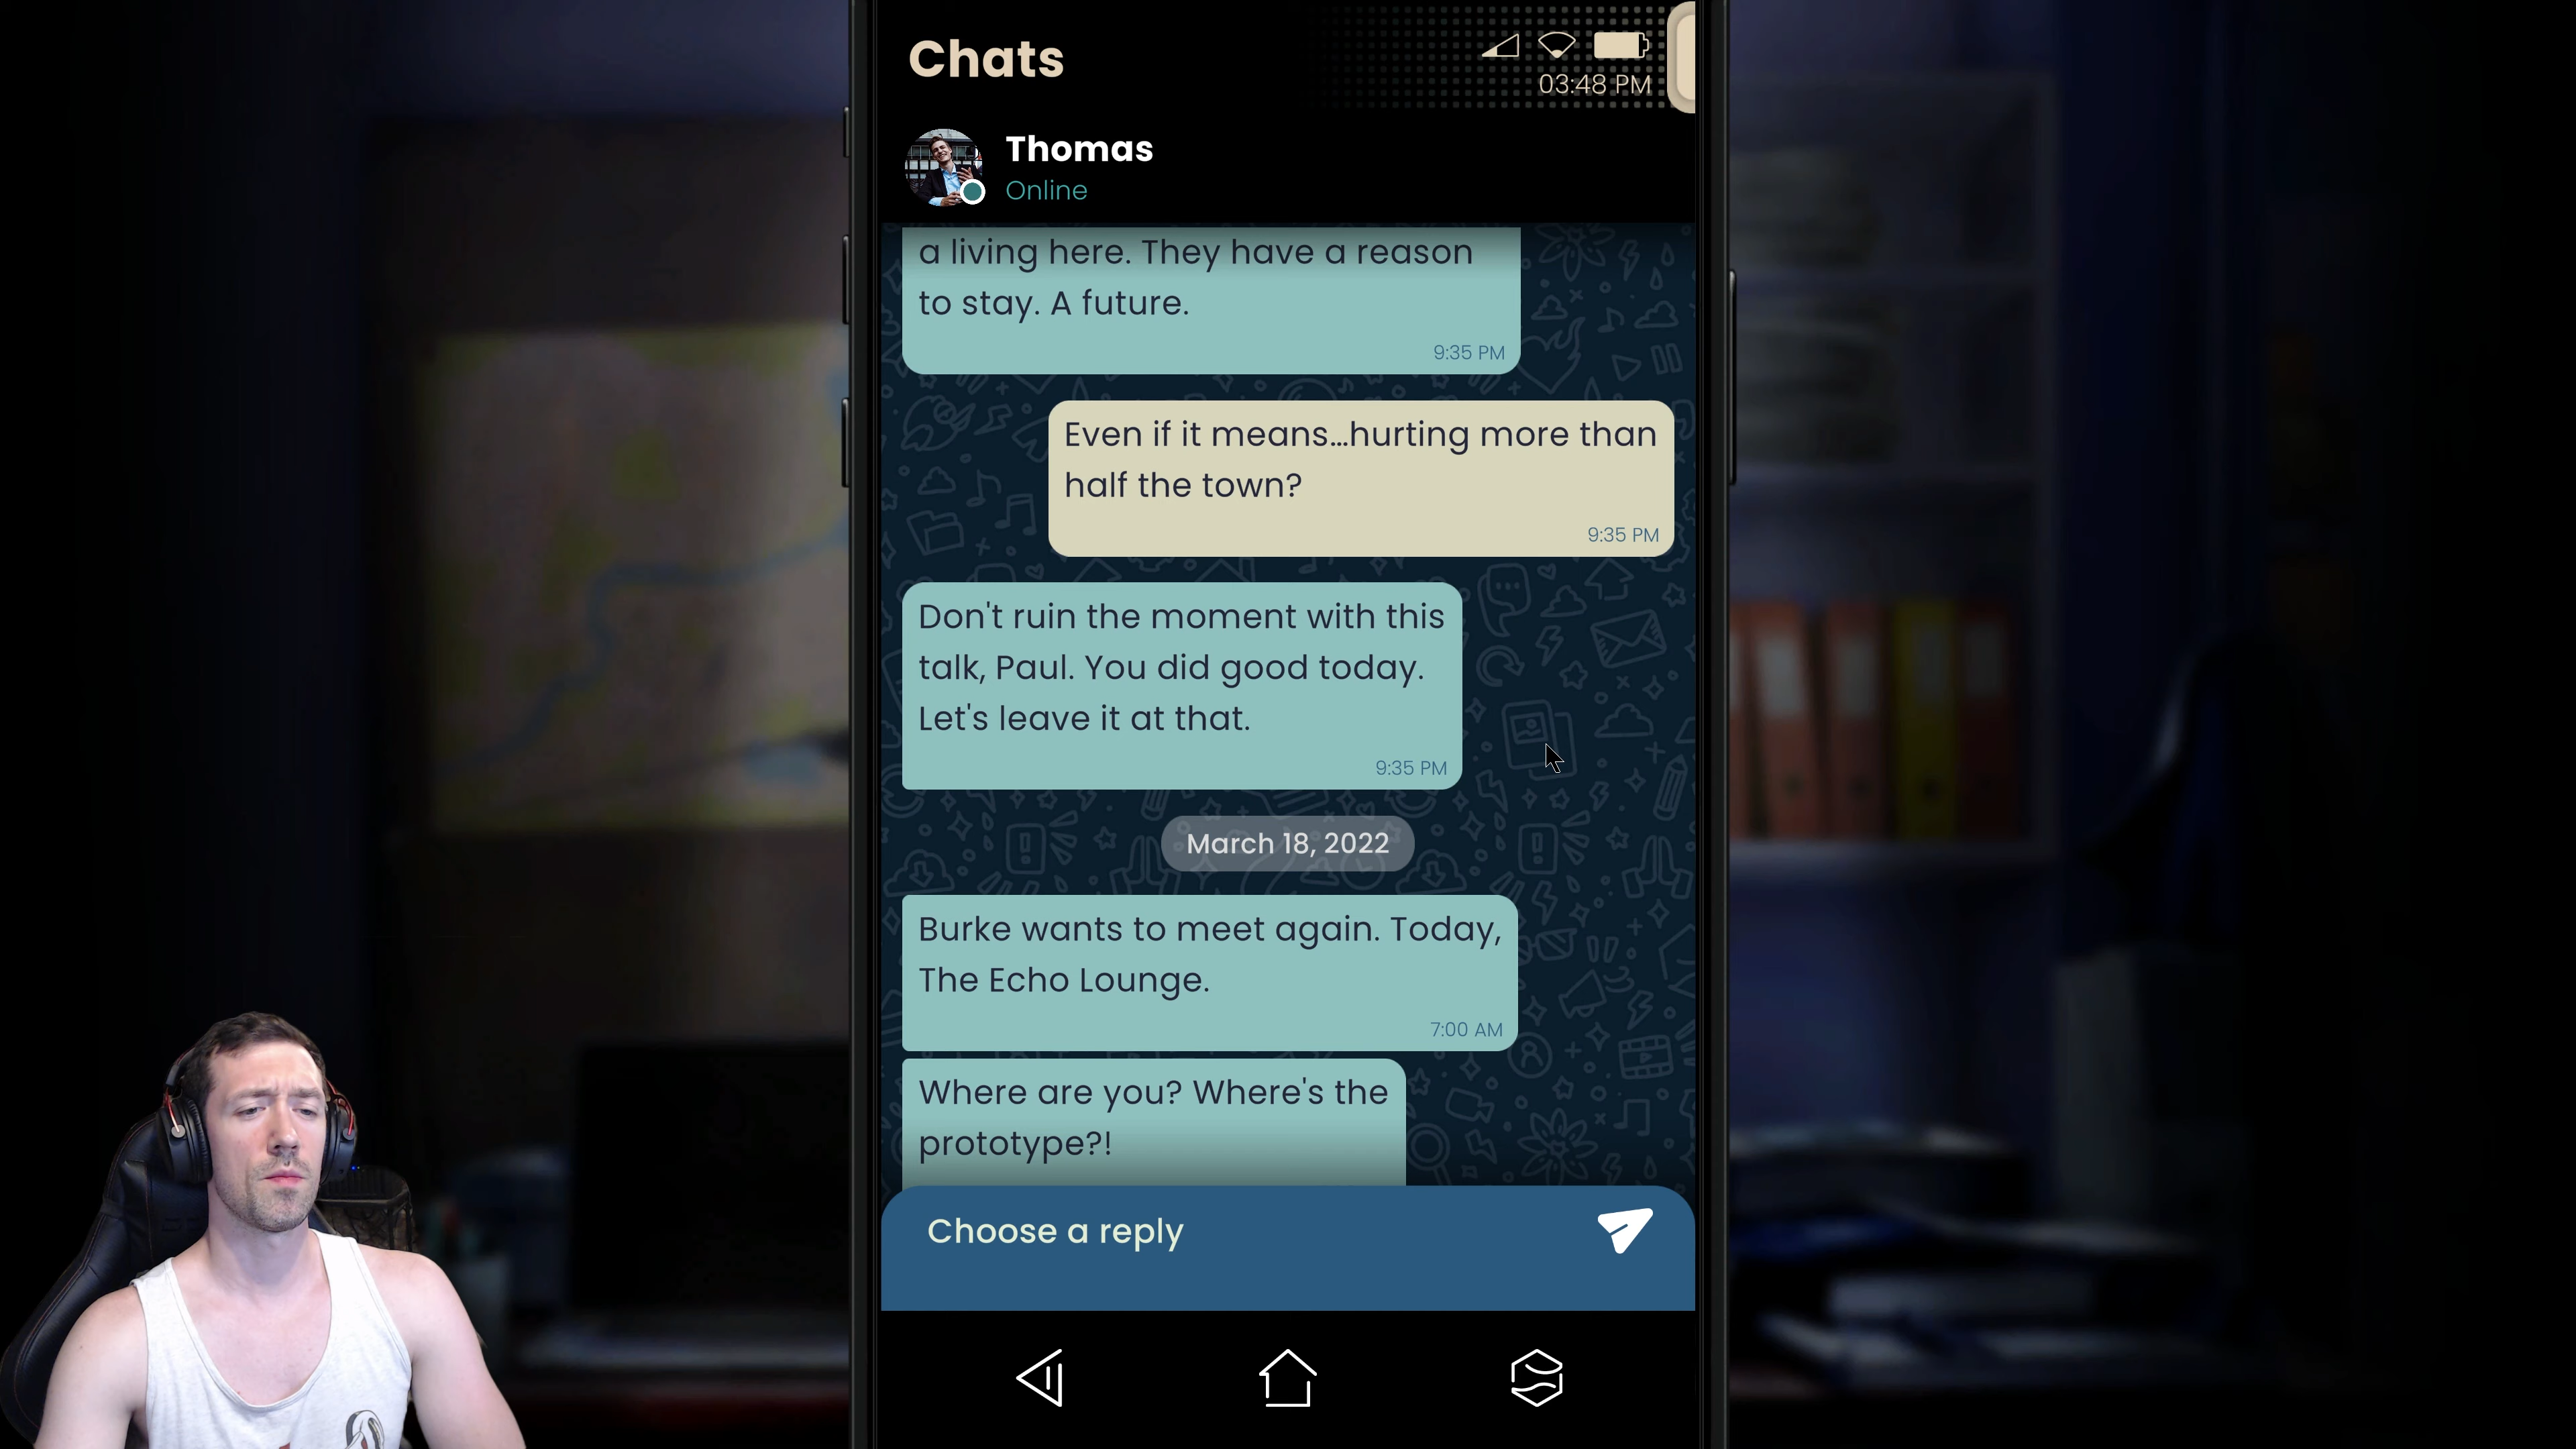 Chats
03:48 PM
Thomas
Online
a living here. They have a reason
to stay. A future.
9:35 PM
Even if it means...hurting more than
half the town?
9:35 PM
Don't ruin the moment with this
talk, Paul. You did good today.
Let's leave it at that.
9:35 PM
March 18, 2022
Burke wants to meet again. Today,
The Echo Lounge.
7:00 AM
Where are you? Where's the
prototype?!
Choose a reply